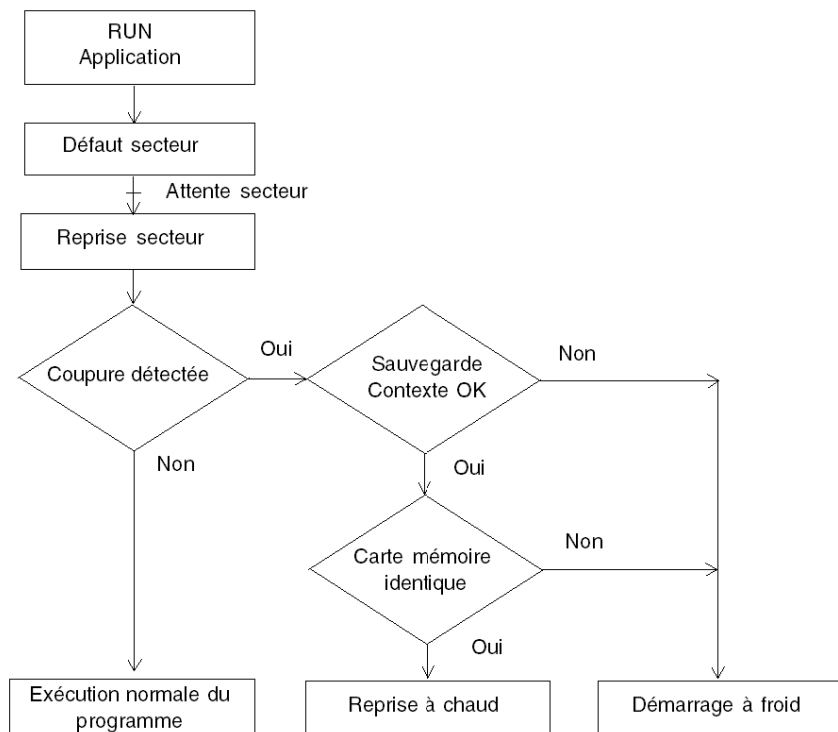 RUN
Application
Défaut secteur
Attente secteur
Reprise secteur
Coupure détectée
Oui
Sauvegarde
Contexte OK
Non
Non
Oui
Carte mémoire
identique
Non
Oui
Exécution normale du
programme
Reprise à chaud
Démarrage à froid